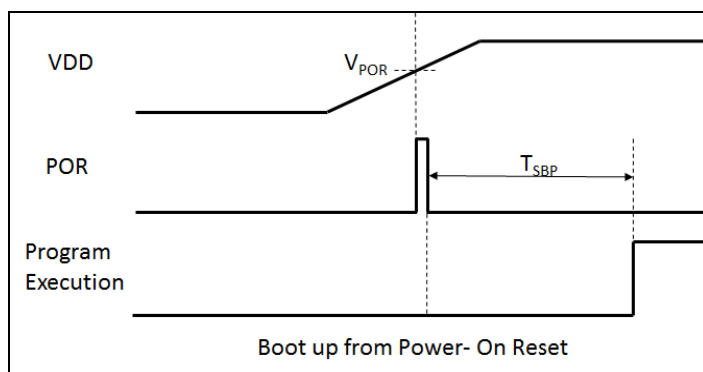 VDD
VPOR
POR
TSBP
Program
Execution
Boot up from Power- On Reset